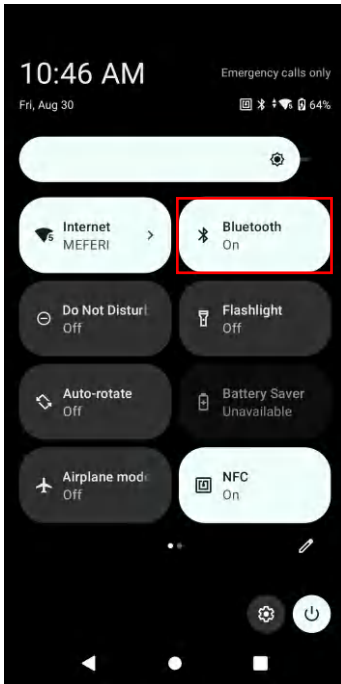 10:46 AM
Emergency calls only
Fri, Aug 30
64%
Internet
MEFERI
Bluetooth
On
Do Not Disturb
Off
Flashlight
Off
Auto-rotate
Off
Battery Saver
Unavailable
Airplane mode
Off
NFC
On